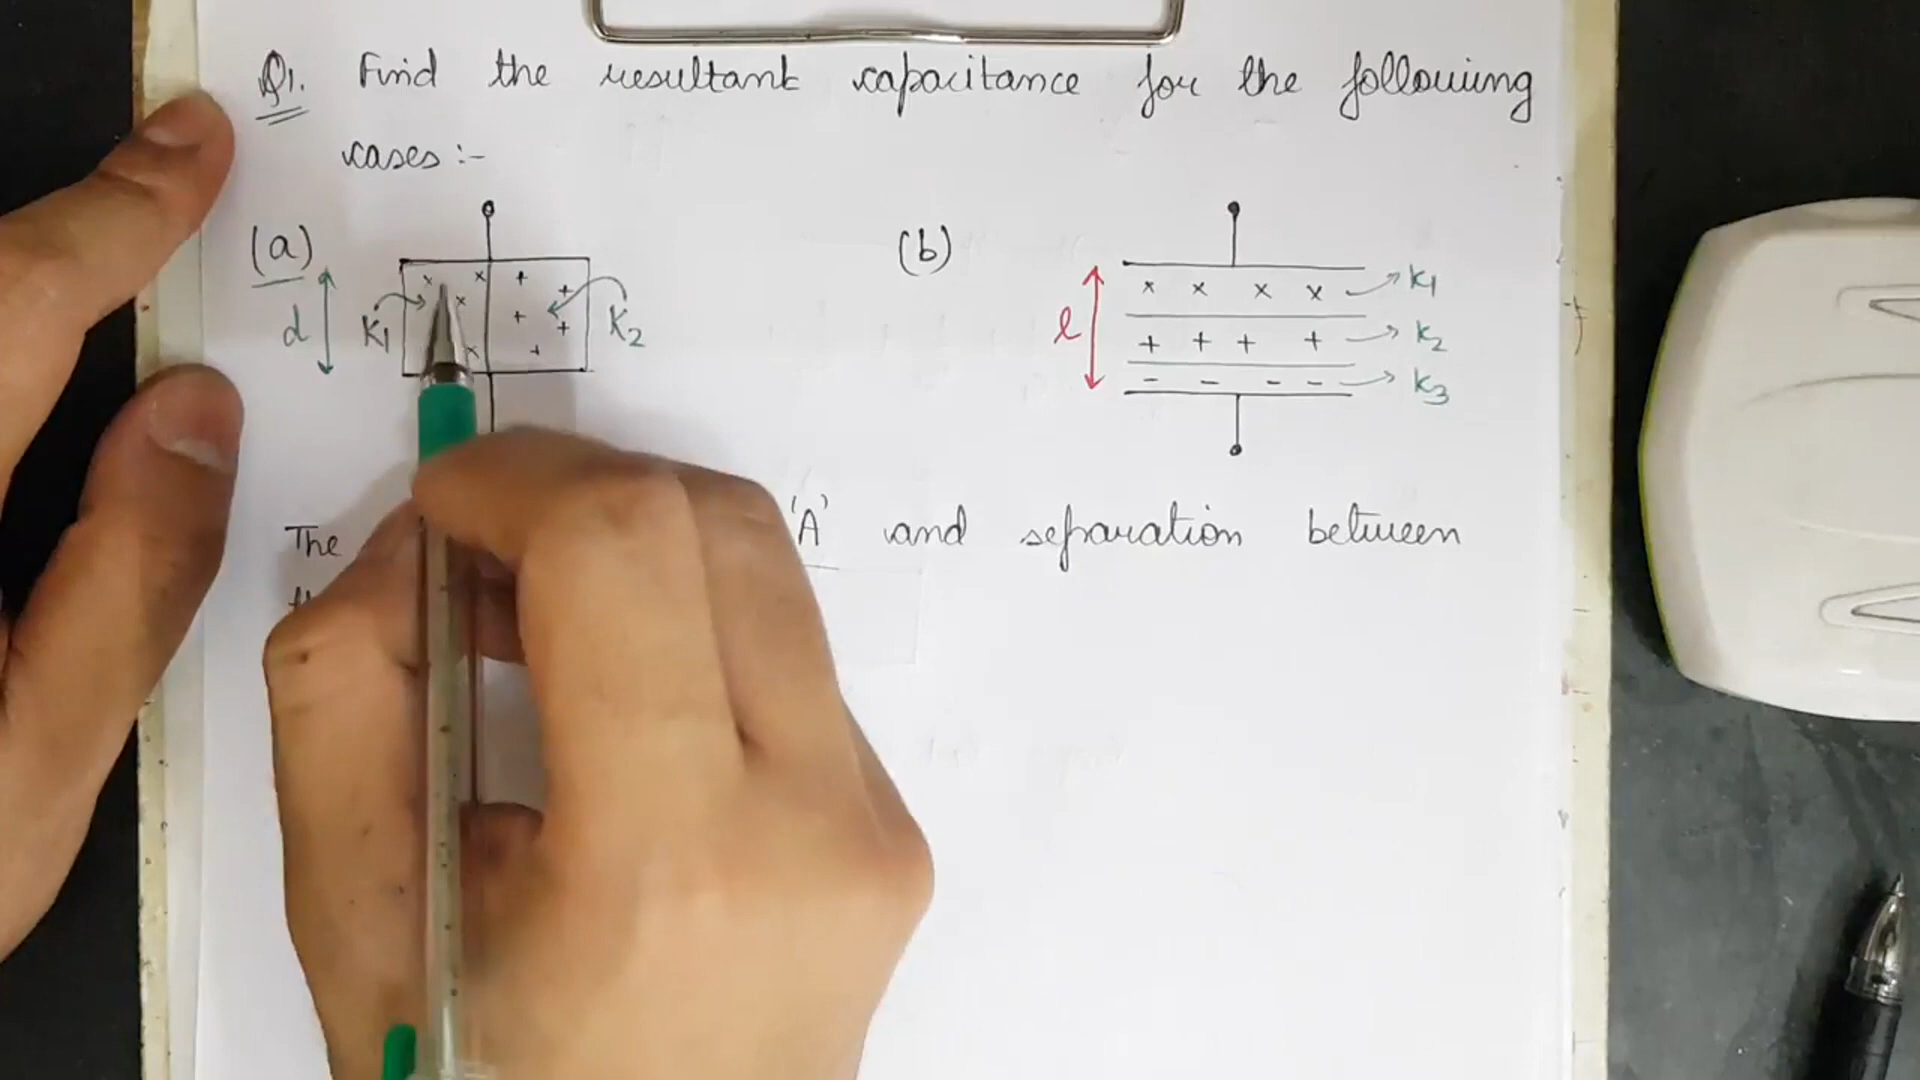 Q1. Find the resultant capacitance for the following
cases :-
(a)
(b)
d
K1
K2
l
K1
K2
K3
The 'A' and separation between